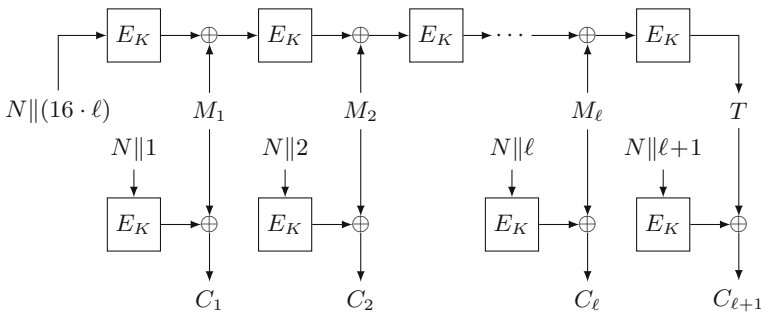 E_K E_K E_K ··· E_K
N‖(16 · ℓ) M_1 M_2 M_ℓ T
N‖1 N‖2 N‖ℓ N‖ℓ+1
E_K E_K E_K E_K
C_1 C_2 C_ℓ C_{ℓ+1}